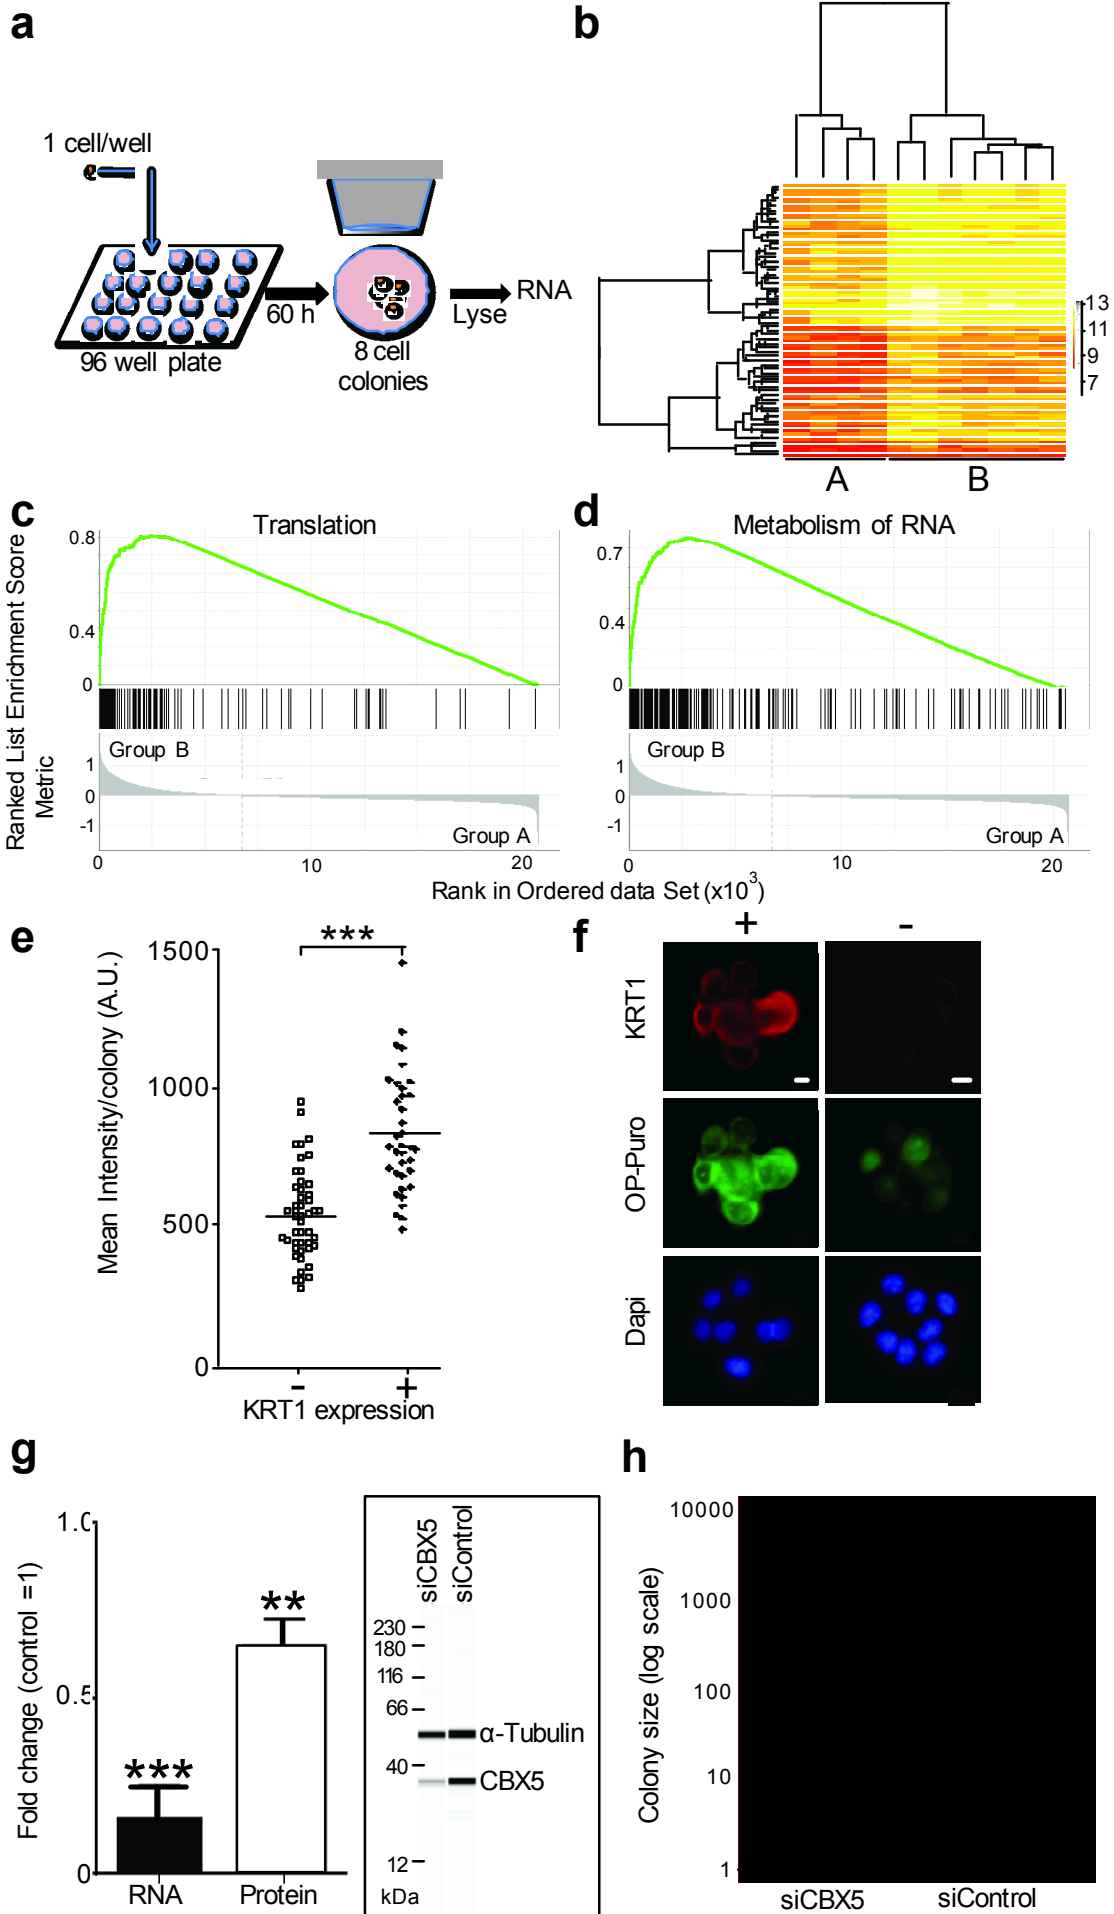 a
1 cell/well
96 well plate
60 h
8 cell
colonies
Lyse
RNA
b
13
11
9
7
A
B
c
Translation
Ranked List Enrichment Score
Metric
0.8
0.4
0
Group B
1
0
-1
Group A
0
10
20
d
Metabolism of RNA
0.7
0.4
0
Group B
1
0
-1
Group A
0
10
20
Rank in Ordered data Set (x10³)
e
Mean Intensity/colony (A.U.)
1500
1000
500
0
***
-
+
KRT1 expression
f
+
-
KRT1
OP-Puro
Dapi
g
Fold change (control =1)
1.0
0.5
0
***
**
RNA
Protein
siCBX5
siControl
230
180
116
66
40
12
kDa
α-Tubulin
CBX5
h
Colony size (log scale)
10000
1000
100
10
1
siCBX5
siControl